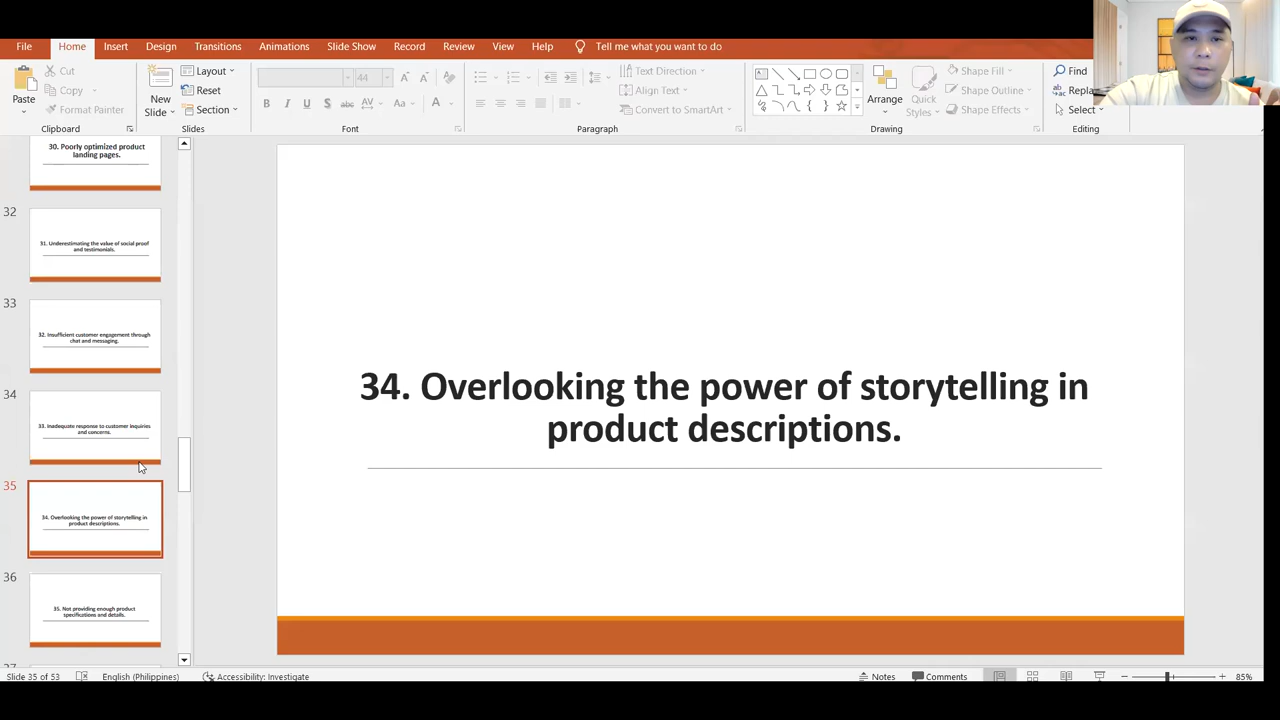 File Home Insert Design Transitions Animations Slide Show Record Review View Help Tell me what you want to do
Paste
Cut
Copy
Format Painter
Clipboard
New
Slide
Layout
Reset
Section
Slides
44
B I U S abc AV Aa A
Font
Text Direction
Align Text
Convert to SmartArt
Paragraph
Arrange
Quick
Styles
Shape Fill
Shape Outline
Shape Effects
Drawing
Find
Select
Editing
30. Poorly optimized product
landing pages.
32
31. Underestimating the value of social proof
and testimonials.
33
32. Insufficient customer engagement through
chat and messaging.
34
33. Inadequate response to customer inquiries
and concerns.
35
34. Overlooking the power of storytelling in
product descriptions.
36
35. Not providing enough product
specifications and details.
34. Overlooking the power of storytelling in
product descriptions.
Slide 35 of 53 English (Philippines) Accessibility: Investigate Notes Comments 85%